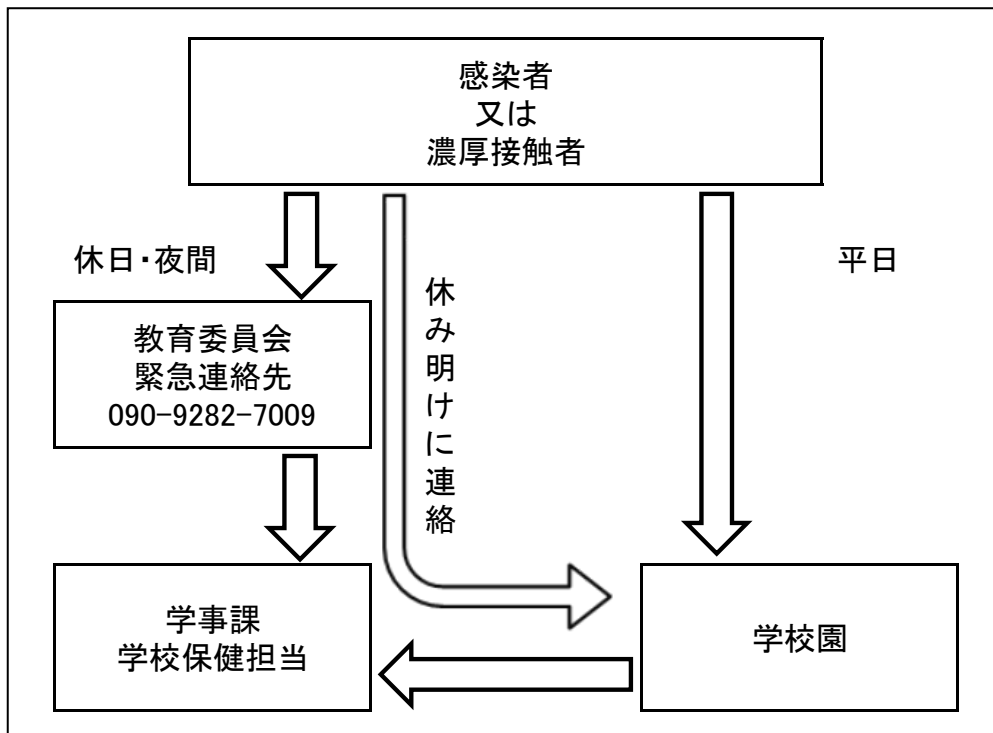 感染者
又は
濃厚接触者
休日・夜間
平日
休み明けに連絡
教育委員会
緊急連絡先
090-9282-7009
学事課
学校保健担当
学校園